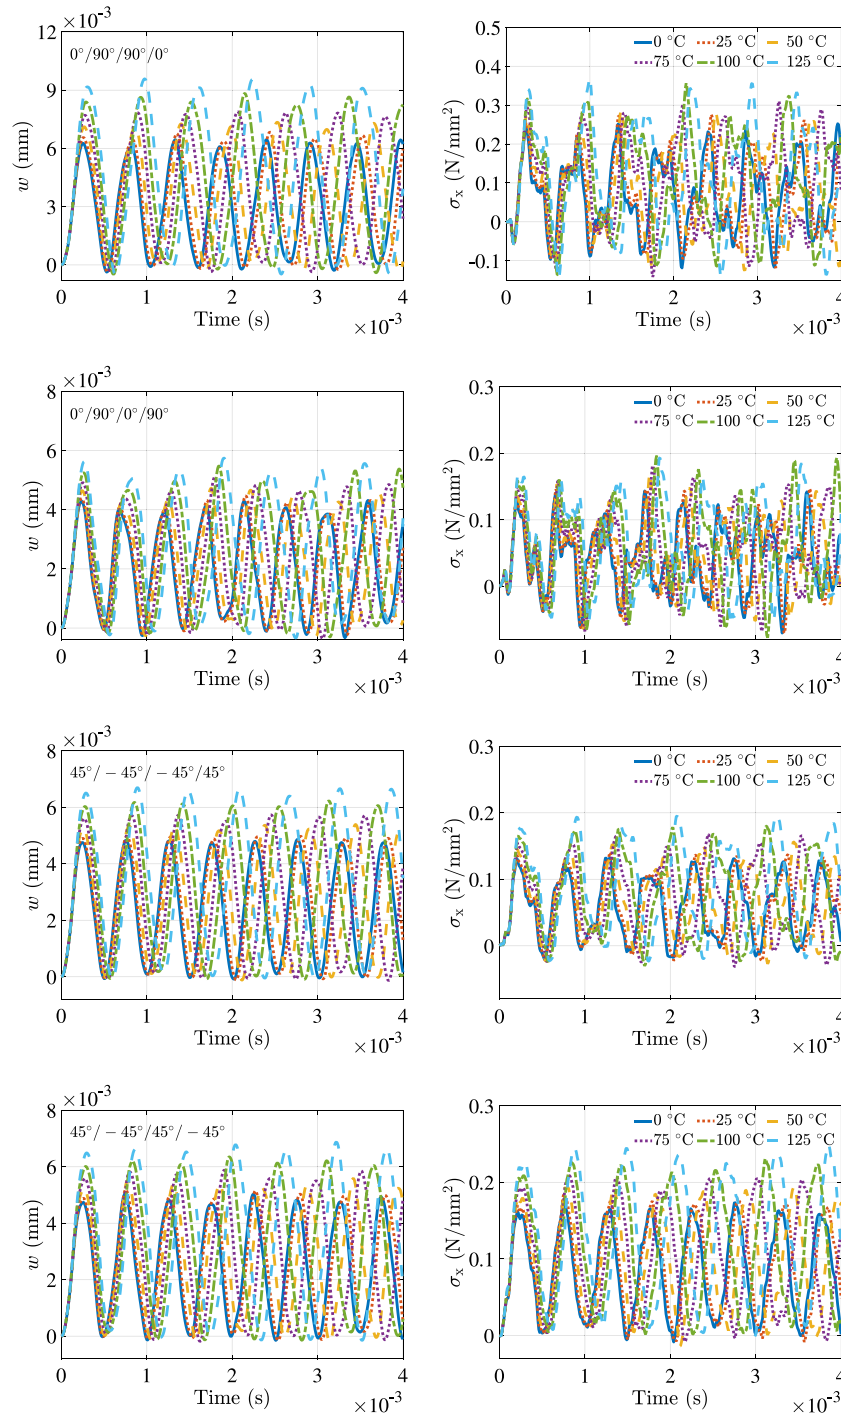 ×10⁻³
12
9
6
3
0
w (mm)
0°/90°/90°/0°
0 1 2 3 4
Time (s)
×10⁻³
0.5
0.4
0.3
0.2
0.1
0
-0.1
σₓ (N/mm²)
0 °C 25 °C 50 °C
75 °C 100 °C 125 °C
0 1 2 3 4
Time (s)
×10⁻³
×10⁻³
8
6
4
2
0
w (mm)
0°/90°/0°/90°
0 1 2 3 4
Time (s)
×10⁻³
0.3
0.2
0.1
0
σₓ (N/mm²)
0 °C 25 °C 50 °C
75 °C 100 °C 125 °C
0 1 2 3 4
Time (s)
×10⁻³
×10⁻³
8
6
4
2
0
w (mm)
45°/ − 45°/ − 45°/45°
0 1 2 3 4
Time (s)
×10⁻³
0.3
0.2
0.1
0
σₓ (N/mm²)
0 °C 25 °C 50 °C
75 °C 100 °C 125 °C
0 1 2 3 4
Time (s)
×10⁻³
×10⁻³
8
6
4
2
0
w (mm)
45°/ − 45°/45°/ − 45°
0 1 2 3 4
Time (s)
×10⁻³
0.3
0.2
0.1
0
σₓ (N/mm²)
0 °C 25 °C 50 °C
75 °C 100 °C 125 °C
0 1 2 3 4
Time (s)
×10⁻³